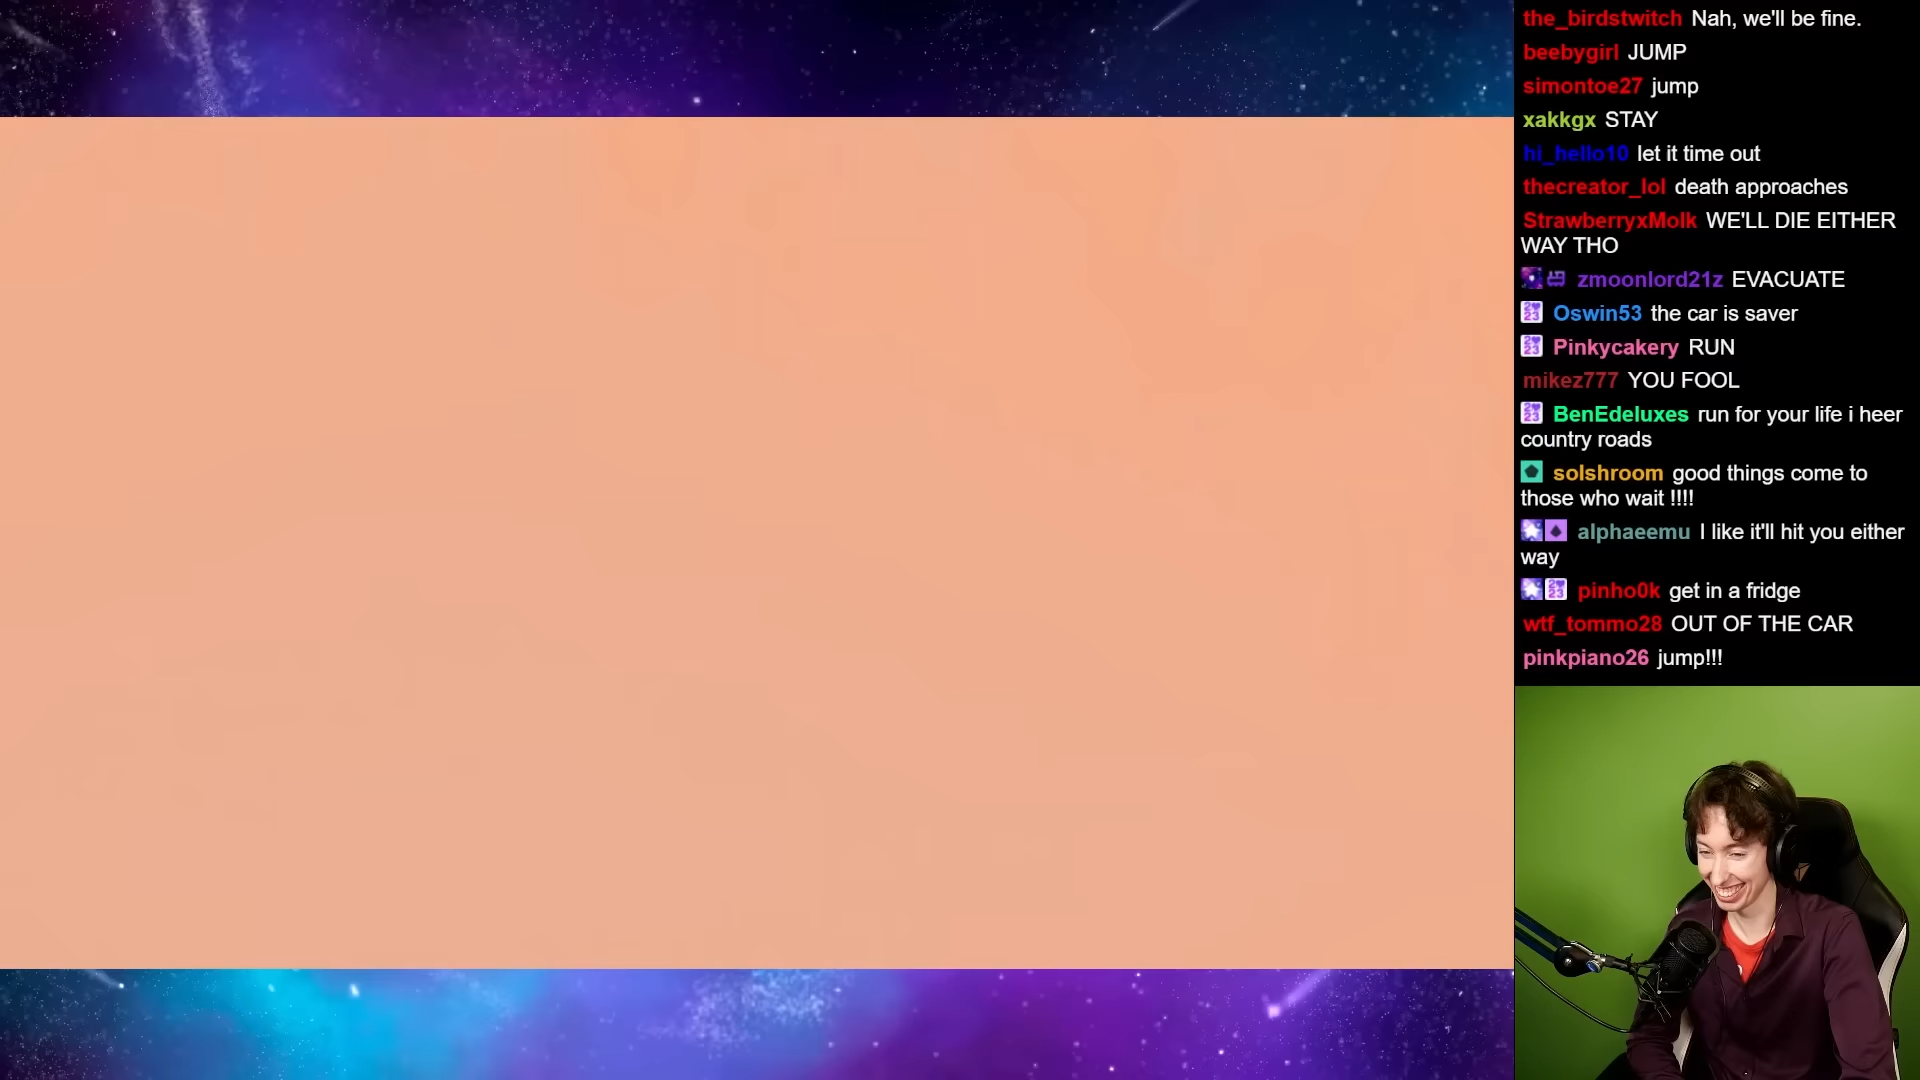 the_birdstwitch Nah, we'll be fine.
beebygirl JUMP
simontoe27 jump
xakkgx STAY
hi_hello10 let it time out
thecreator_lol death approaches
StrawberryxMolk WE'LL DIE EITHER
WAY THO
zmoonlord21z EVACUATE
Oswin53 the car is saver
Pinkycakery RUN
mikez777 YOU FOOL
BenEdeluxes run for your life i heer
country roads
solshroom good things come to
those who wait !!!!
alphaeemu I like it'll hit you either
way
pinho0k get in a fridge
wtf_tommo28 OUT OF THE CAR
pinkpiano26 jump!!!